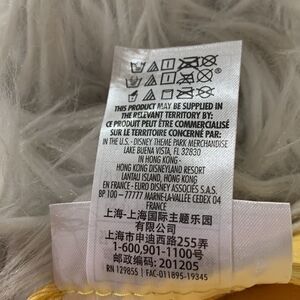 THIS PRODUCT MAY BE SUPPLIED IN
THE RELEVANT TERRITORY BY:
CE PRODUIT PEUT ÊTRE COMMERCIALISÉ
SUR LE TERRITOIRE CONCERNÉ PAR:
IN THE U.S. - DISNEY THEME PARK MERCHANDISE
LAKE BUENA VISTA, FL 32830
IN HONG KONG -
HONG KONG DISNEYLAND RESORT
LANTAU ISLAND, HONG KONG
EN FRANCE - EURO DISNEY ASSOCIÉS S.A.S.
BP 100 - 77777 MARNE-LA-VALLÉE CEDEX 04
FRANCE
上海-上海国际主题乐园
有限公司
上海市申迪西路255弄
1-600,901-1100号
邮政编码:201205
RN 129855 | FAC-011895-19345